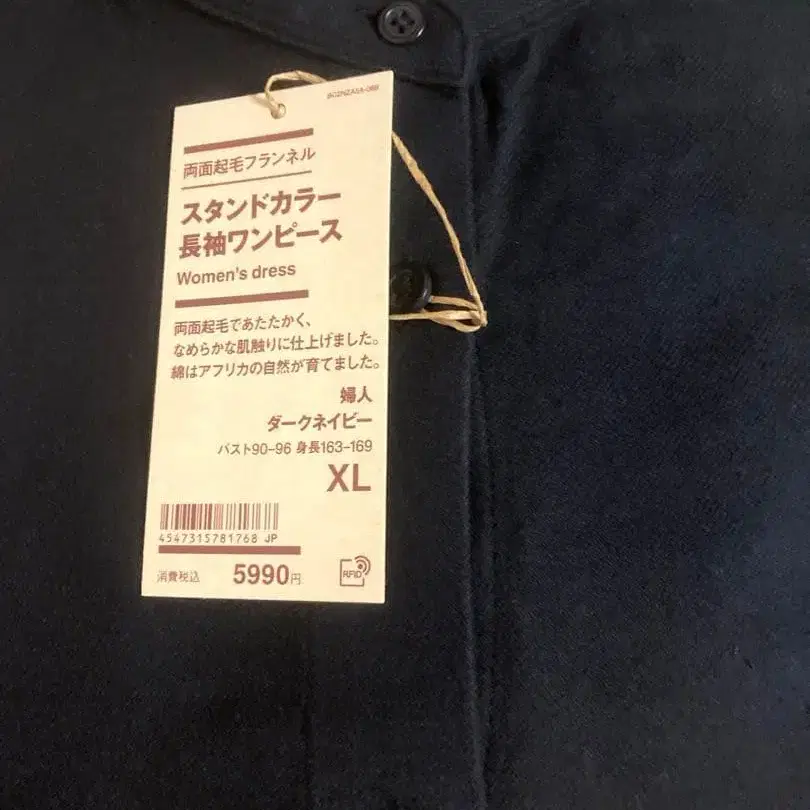 両面起毛フランネル
スタンドカラー
長袖ワンピース
Women's dress
両面起毛であたたかく、
なめらかな肌触りに仕上げました。
綿はアフリカの自然が育てました。
婦人
ダークネイビー
バスト90-96 身長163-169
XL
4547315781768 JP
消費税込 5990円
RFID